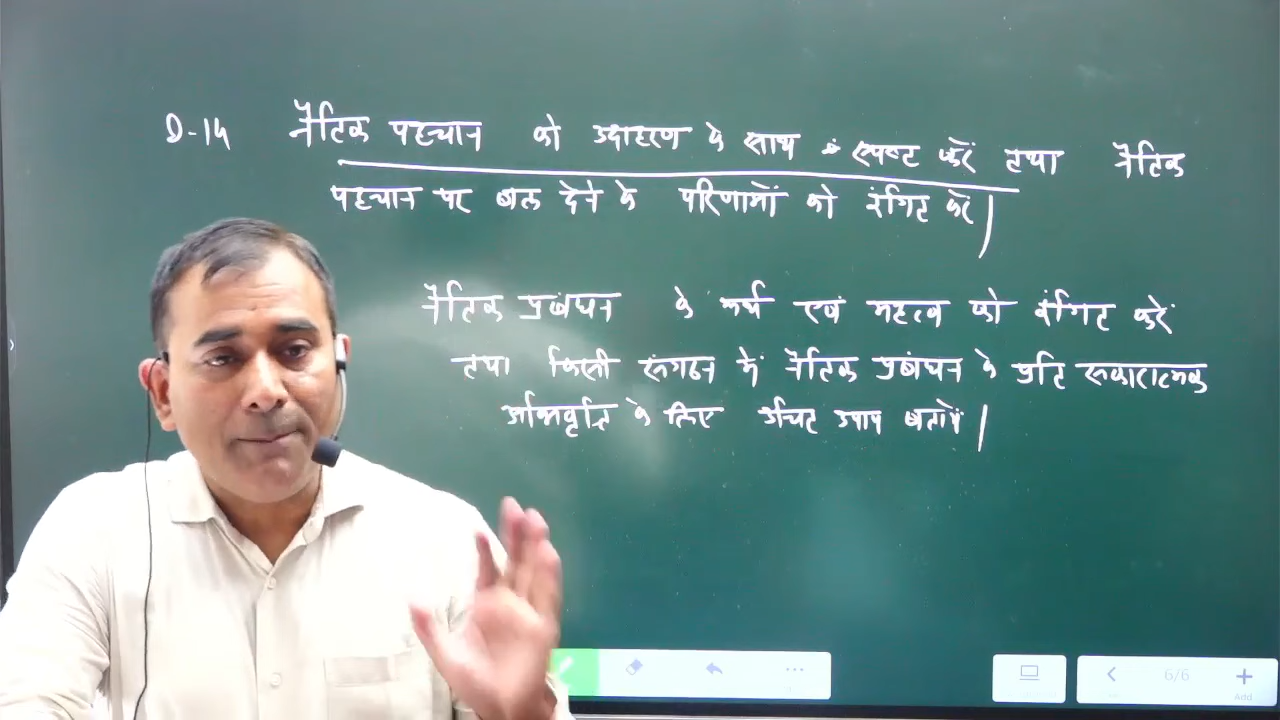 D-14 नैतिक पहचान को उदाहरण के साथ स्पष्ट करें तथा नैतिक
पहचान पर बल देने के परिणामों को इंगित करें |
नैतिक प्रबंधन के अर्थ एवं महत्व को इंगित करें
तथा किसी संगठन में नैतिक प्रबंधन के प्रति सकारात्मक
अभिवृत्ति के लिए उचित उपाय बतायें |
6/6
Add